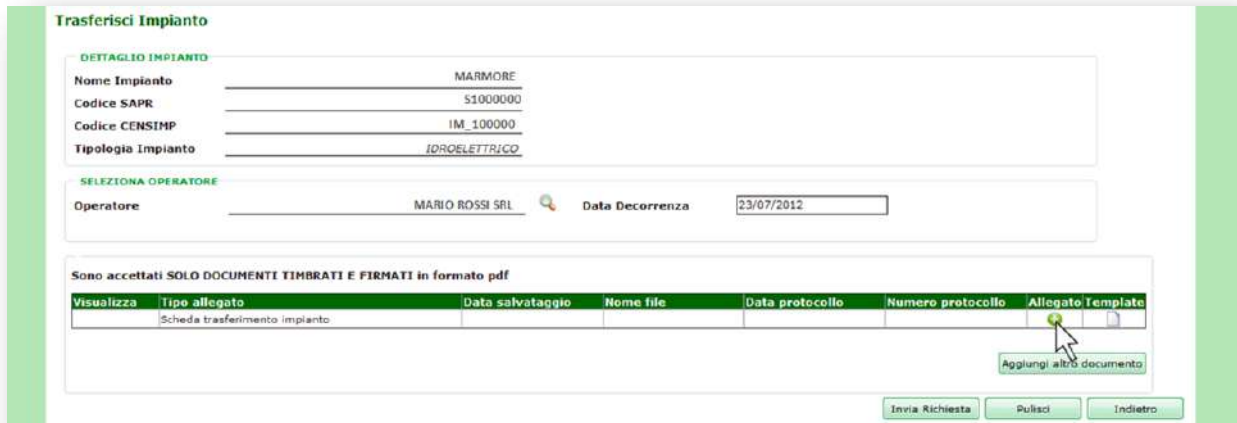 Trasferisci Impianto
DETTAGLIO IMPIANTO
Nome Impianto MARMORE
Codice SAPR S1000000
Codice CENSIMP IM_100000
Tipologia Impianto IDROELETTRICO
SELEZIONA OPERATORE
Operatore MARIO ROSSI SRL Data Decorrenza 23/07/2012
Sono accettati SOLO DOCUMENTI TIMBRATI E FIRMATI in formato pdf
Visualizza Tipo allegato Data salvataggio Nome file Data protocollo Numero protocollo Allegato Template
Scheda trasferimento impianto
Aggiungi altro documento
Invia Richiesta Pulisci Indietro